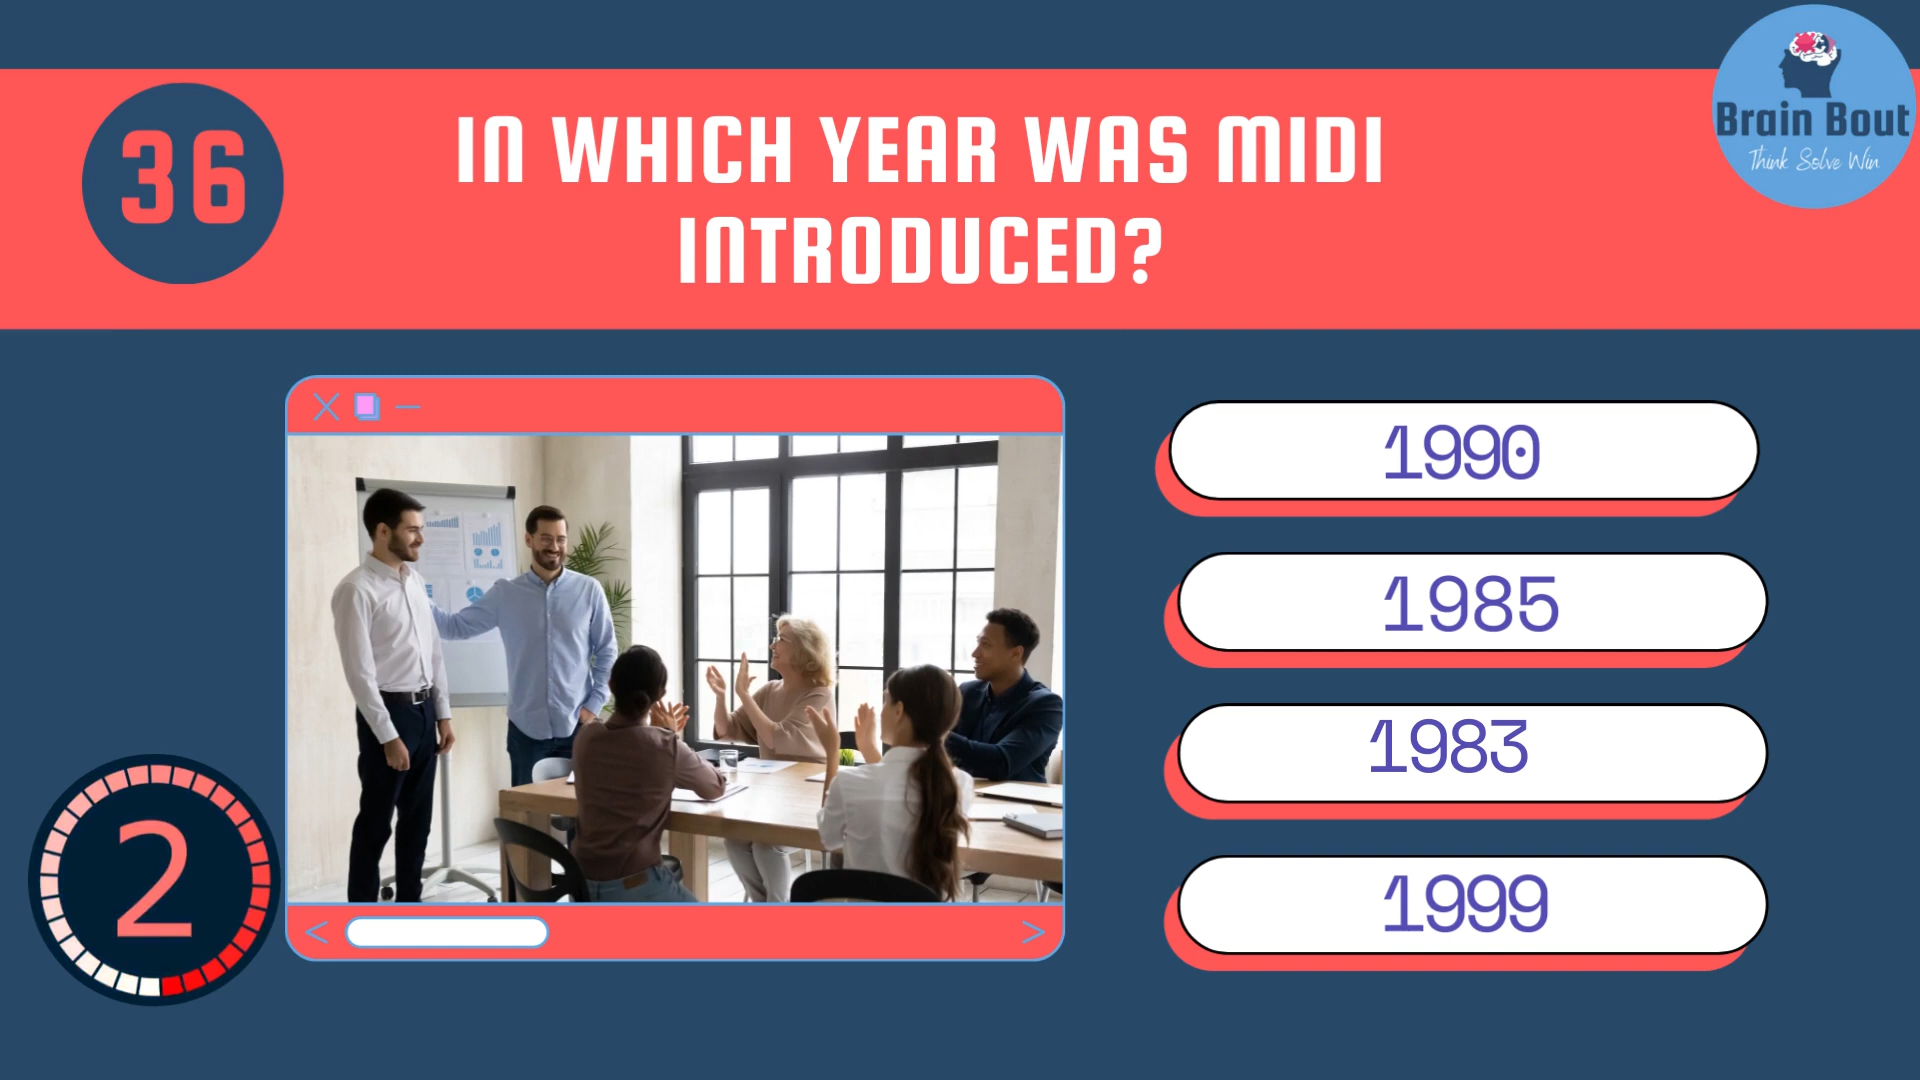 36
IN WHICH YEAR WAS MIDI
INTRODUCED?
Brain Bout
Think Solve Win
1990
1985
1983
1999
2